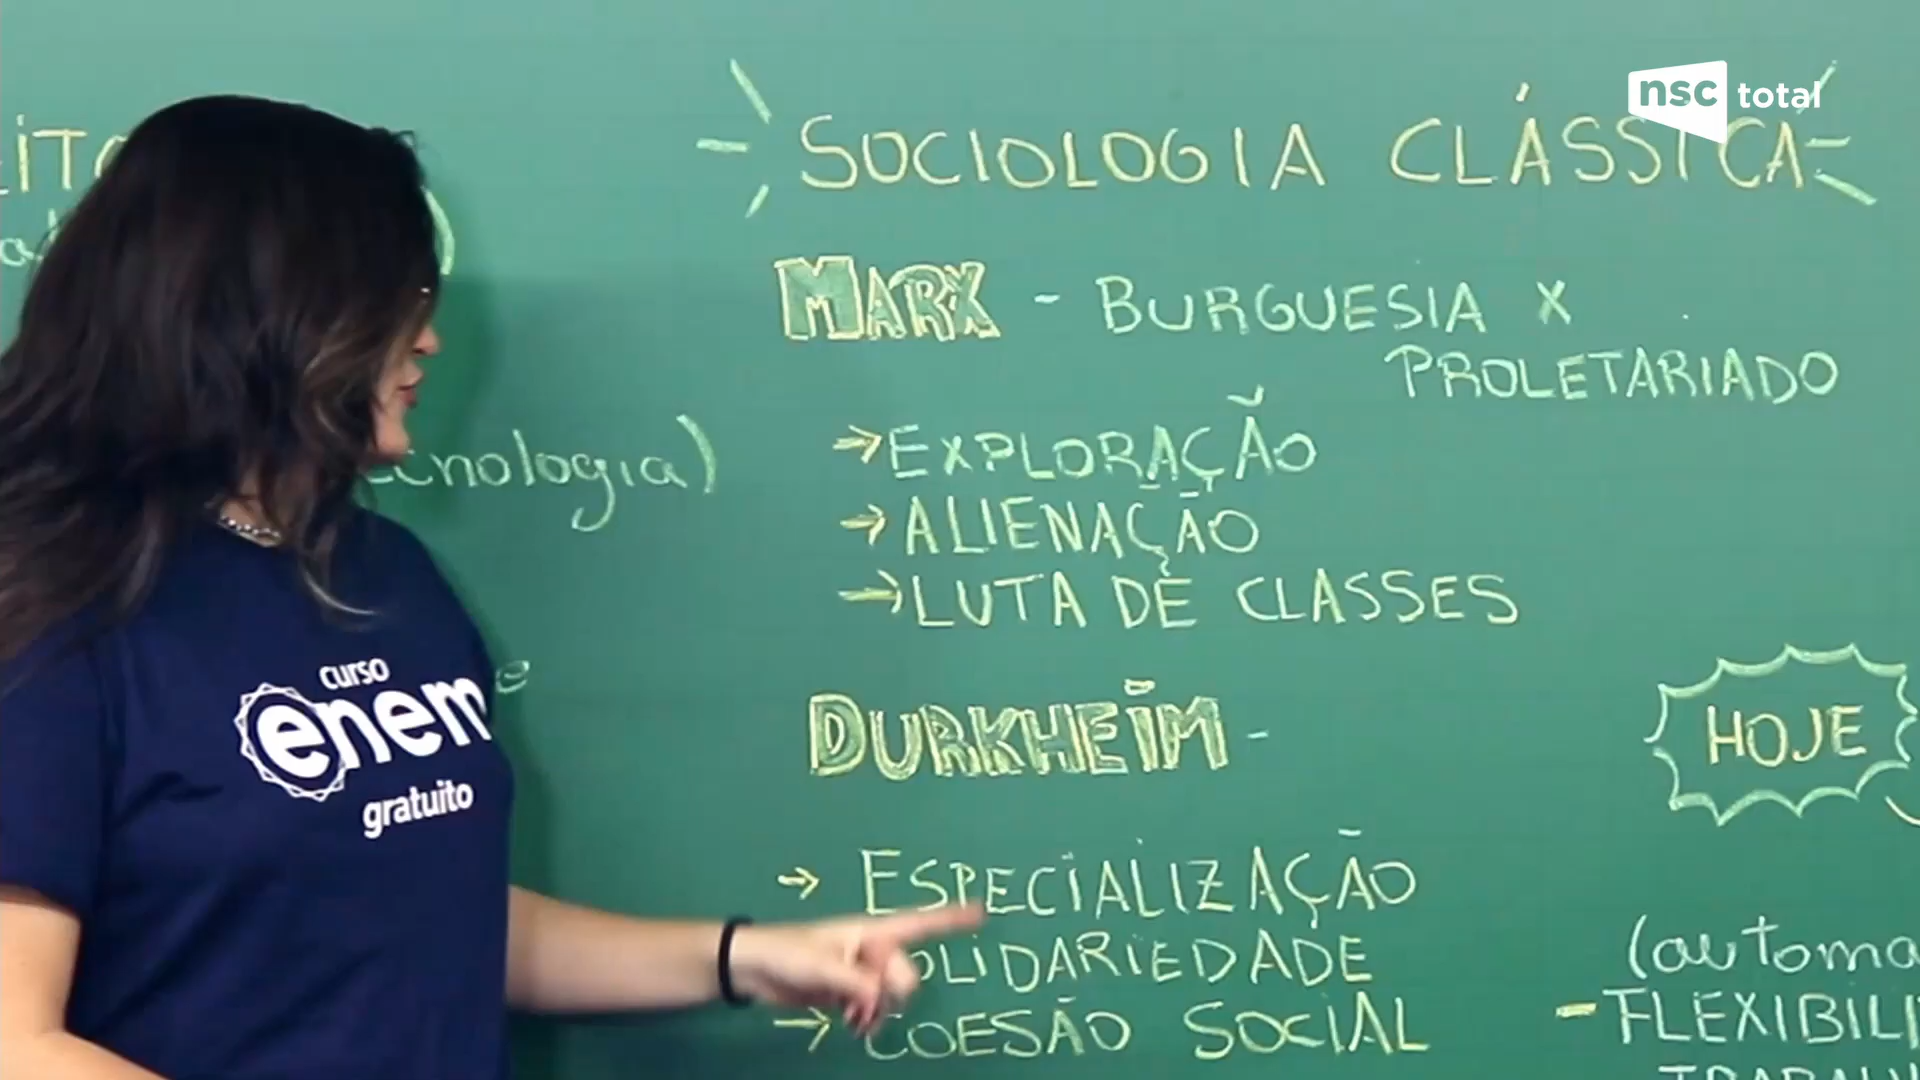 nsc total
SOCIOLOGIA CLÁSSICA
MARX - BURGUESIA X
PROLETARIADO
→ EXPLORAÇÃO
→ ALIENAÇÃO
→ LUTA DE CLASSES
DURKHEIM -
→ ESPECIALIZAÇÃO
OLIDARIEDADE
→ COESÃO SOCIAL
HOJE
(automa
- FLEXIBILI
cnologia)
curso
enem
gratuito